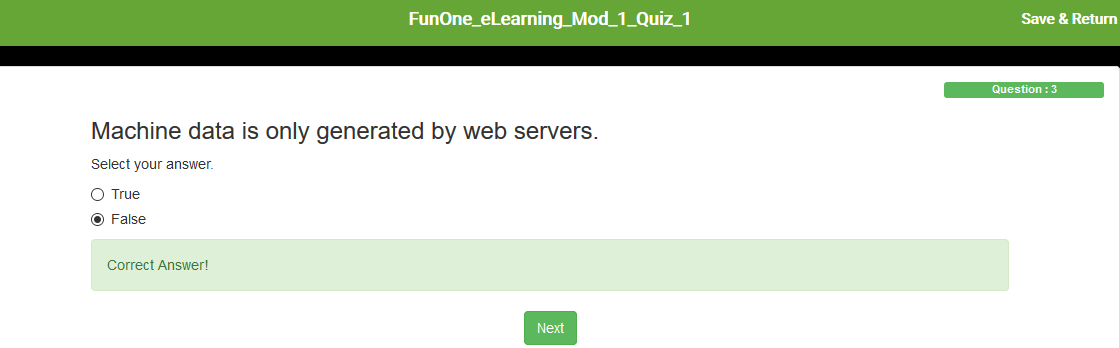 FunOne_eLearning_Mod_1_Quiz_1
Save & Return
Question : 3
Machine data is only generated by web servers.
Select your answer.
True
False
Correct Answer!
Next